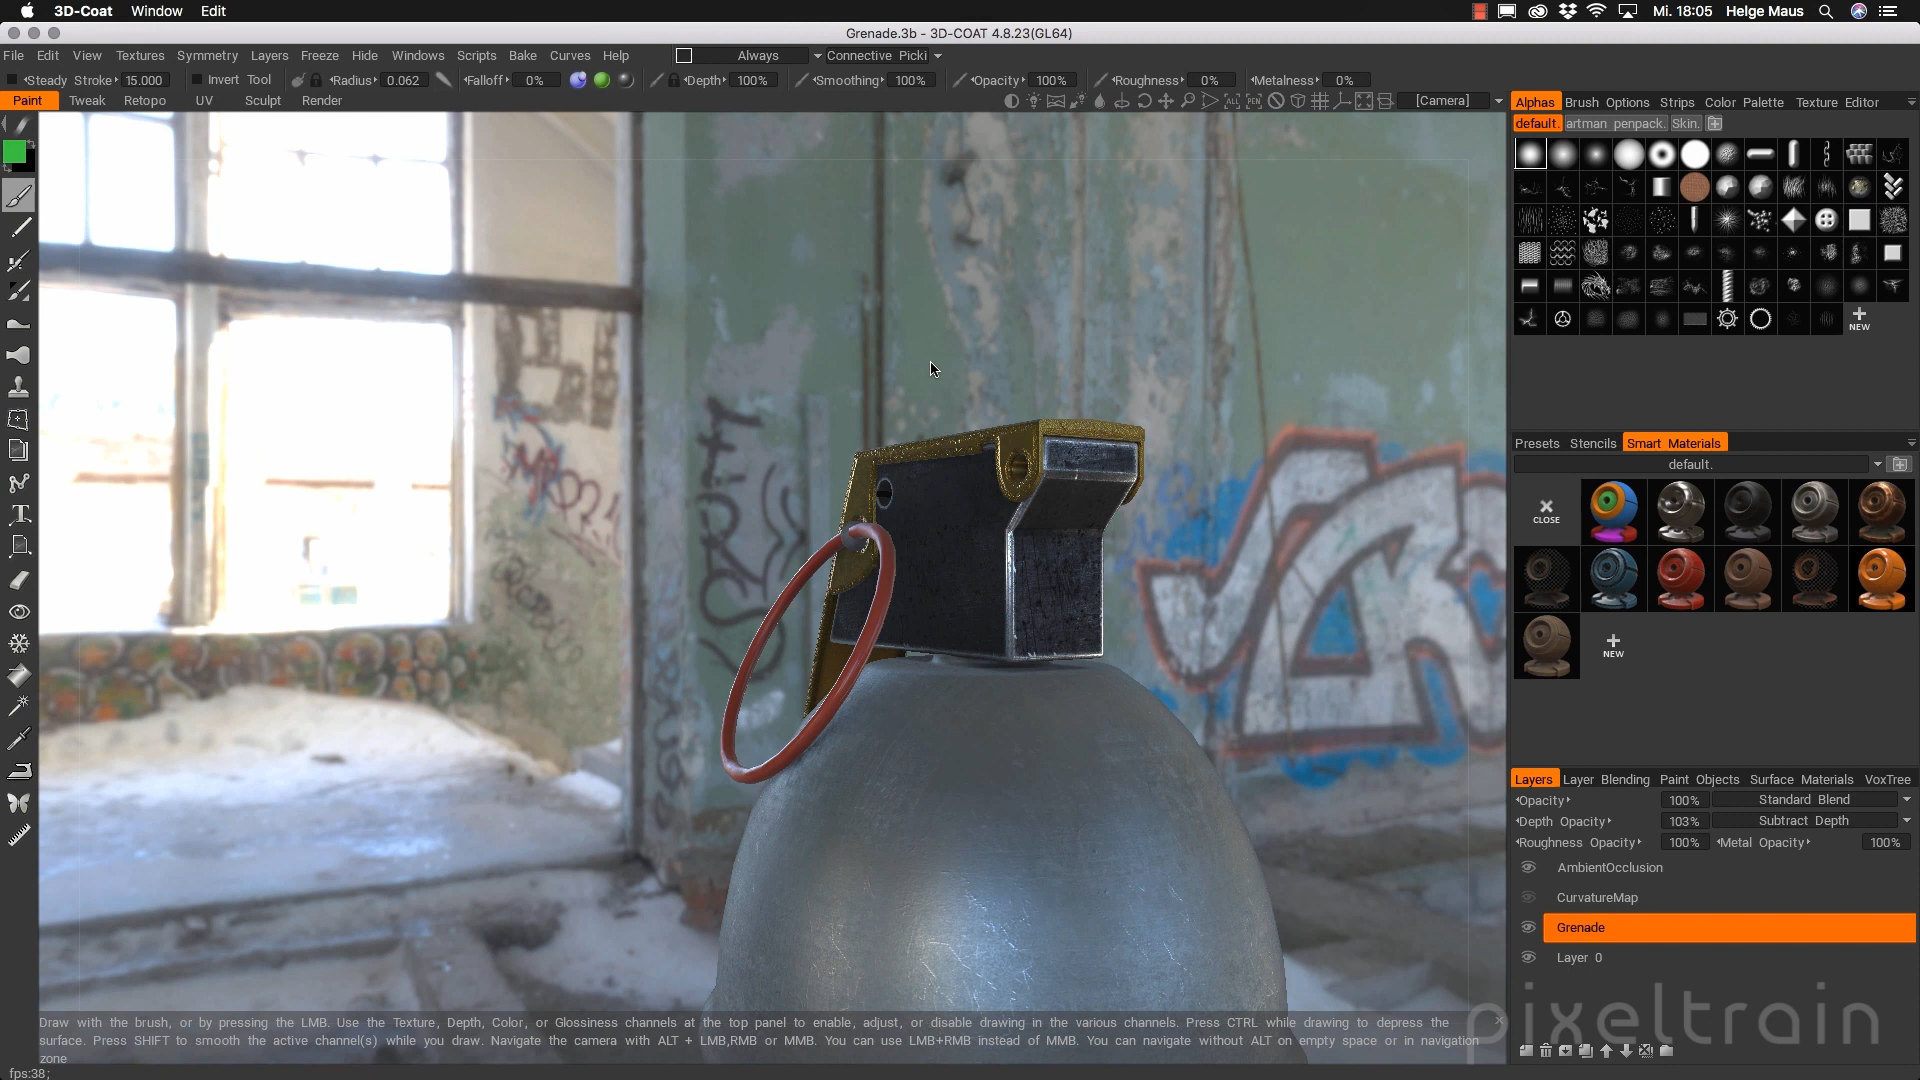 3D-Coat Window Edit Mi. 18:05 Helge Maus
Grenade.3b - 3D-COAT 4.8.23(GL64)
File Edit View Textures Symmetry Layers Freeze Hide Windows Scripts Bake Curves Help Always Connective Picki
Steady Stroke 15.000 Invert Tool Radius 0.062 Falloff 0% Depth 100% Smoothing 100% Opacity 100% Roughness 0% Metalness 0%
Paint Tweak Retopo UV Sculpt Render [Camera]
Alphas Brush Options Strips Color Palette Texture Editor
default. artman penpack. Skin.
NEW
Presets Stencils Smart Materials
default.
CLOSE
NEW
Layers Layer Blending Paint Objects Surface Materials VoxTree
Opacity 100% Standard Blend
Depth Opacity 103% Subtract Depth
Roughness Opacity 100% Metal Opacity 100%
AmbientOcclusion
CurvatureMap
Grenade
Layer 0
pixeltrain
Draw with the brush, or by pressing the LMB. Use the Texture, Depth, Color, or Glossiness channels at the top panel to enable, adjust, or disable drawing in the various channels. Press CTRL while drawing to depress the
surface. Press SHIFT to smooth the active channel(s) while you draw. Navigate the camera with ALT + LMB,RMB or MMB. You can use LMB+RMB instead of MMB. You can navigate without ALT on empty space or in navigation
zone
fps:38;